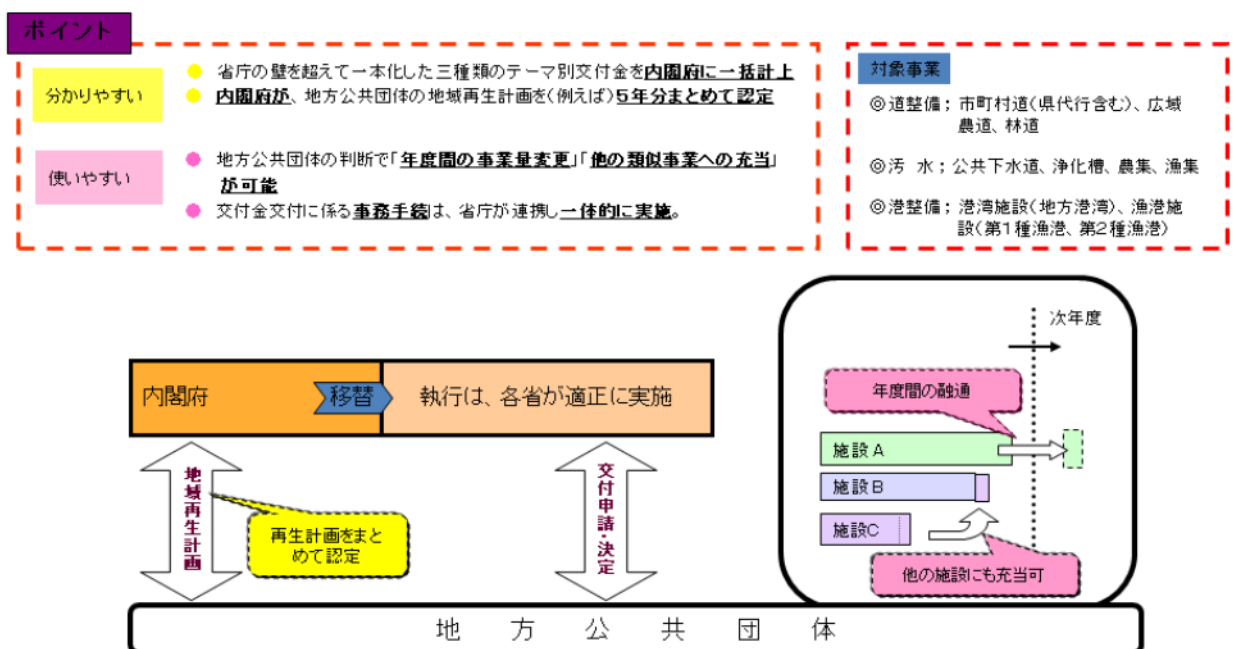 ポイント
分かりやすい
省庁の壁を超えて一本化した三種類のテーマ別交付金を内閣府に一括計上
内閣府が、地方公共団体の地域再生計画を(例えば)5年分まとめて認定
使いやすい
地方公共団体の判断で「年度間の事業量変更」「他の類似事業への充当」
が可能
交付金交付に係る事務手続は、省庁が連携し一体的に実施。
対象事業
◎道整備;市町村道(県代行含む)、広域
農道、林道
◎汚 水;公共下水道、浄化槽、農集、漁集
◎港整備;港湾施設(地方港湾)、漁港施
設(第1種漁港、第2種漁港)
内閣府
移替
執行は、各省が適正に実施
地域再生計画
再生計画をまと
めて認定
交付申請・決定
次年度
年度間の融通
施設A
施設B
施設C
他の施設にも充当可
地方公共団体